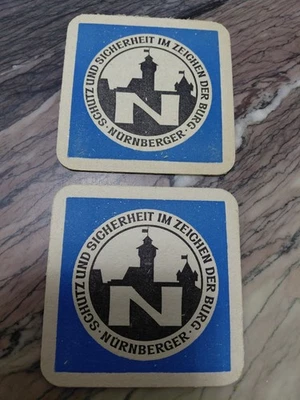 SCHUTZ UND SICHERHEIT IM ZEICHEN DER BURG
· NÜRNBERGER ·
N
SCHUTZ UND SICHERHEIT IM ZEICHEN DER BURG
· NÜRNBERGER ·
N